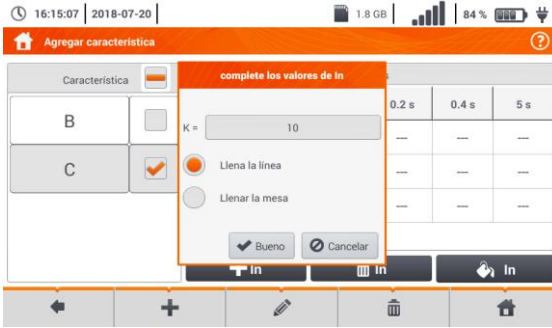 16:15:07 2018-07-20 1.8 GB 84 %
Agregar característica ?
Característica
complete los valores de In
0.2 s 0.4 s 5 s
B
K = 10
--- --- ---
C
Llena la línea
--- --- ---
Llenar la mesa
--- --- ---
Bueno Cancelar
In In In